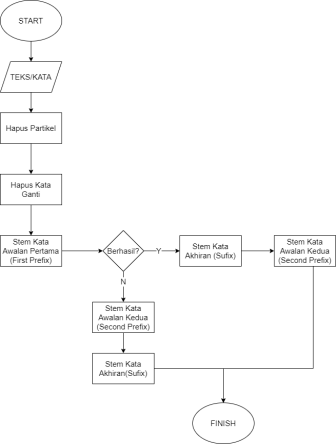 START
TEKS/KATA
Hapus Partikel
Hapus Kata
Ganti
Stem Kata
Awalan Pertama
(First Prefix)
Berhasil?
Y
Stem Kata
Akhiran (Sufix)
Stem Kata
Awalan Kedua
(Second Prefix)
N
Stem Kata
Awalan Kedua
(Second Prefix)
Stem Kata
Akhiran(Sufix)
FINISH